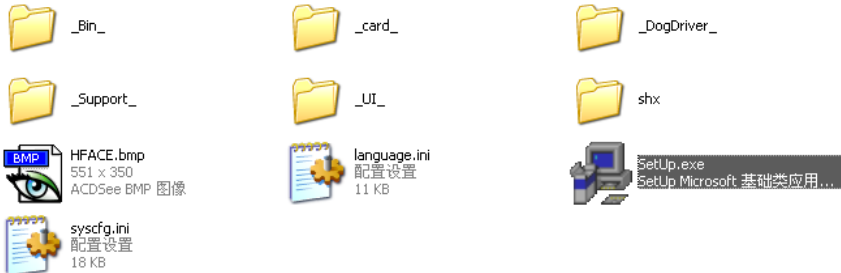 _Bin_
_card_
_DogDriver_
_Support_
_UI_
shx
BMP
HFACE.bmp
551 x 350
ACDSee BMP 图像
language.ini
配置设置
11 KB
SetUp.exe
SetUp Microsoft 基础类应用...
syscfg.ini
配置设置
18 KB